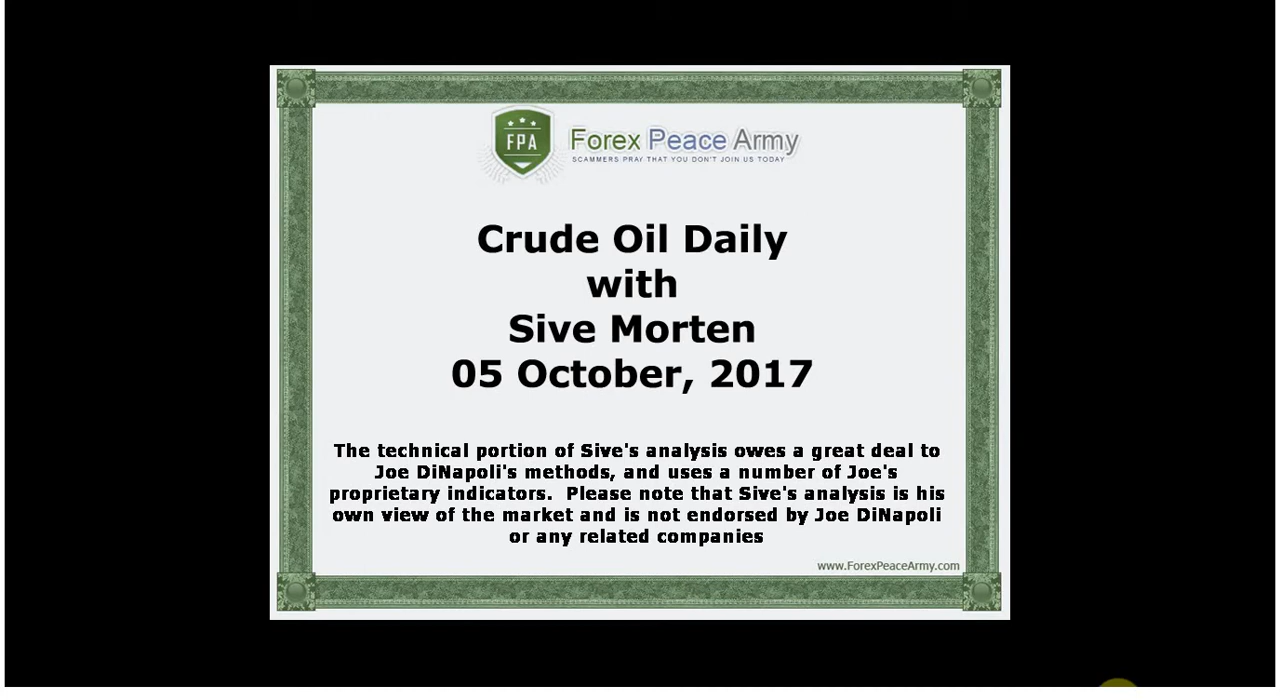 FPA
Forex Peace Army
SCAMMERS PRAY THAT YOU DON'T JOIN US TODAY
Crude Oil Daily
with
Sive Morten
05 October, 2017
The technical portion of Sive's analysis owes a great deal to
Joe DiNapoli's methods, and uses a number of Joe's
proprietary indicators.  Please note that Sive's analysis is his
own view of the market and is not endorsed by Joe DiNapoli
or any related companies
www.ForexPeaceArmy.com